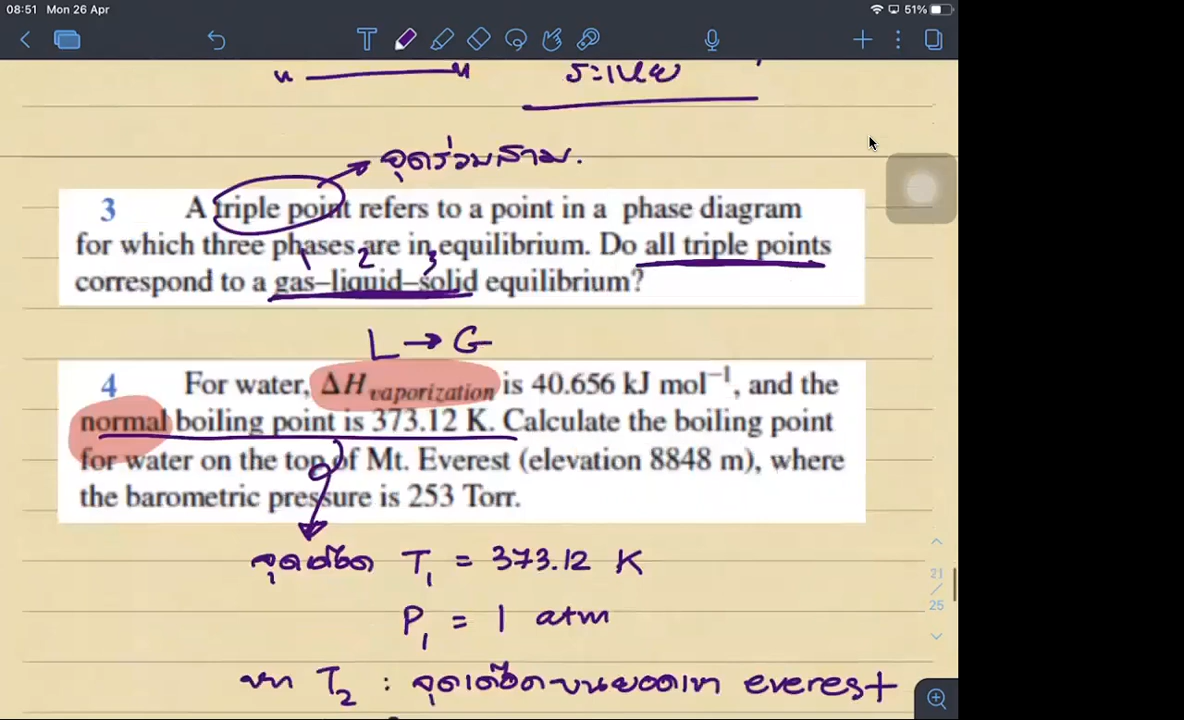 08:51 Mon 26 Apr
51%
ระเหย
จุดร่วมสาม.
3 A triple point refers to a point in a phase diagram
for which three phases are in equilibrium. Do all triple points
1 2 3
correspond to a gas–liquid–solid equilibrium?
L → G
4 For water, ΔH vaporization is 40.656 kJ mol⁻¹, and the
normal boiling point is 373.12 K. Calculate the boiling point
for water on the top of Mt. Everest (elevation 8848 m), where
the barometric pressure is 253 Torr.
จุดเดือด T₁ = 373.12 K
P₁ = 1 atm
หา T₂ : จุดเดือดบนยอดเขา everest
21
/
25